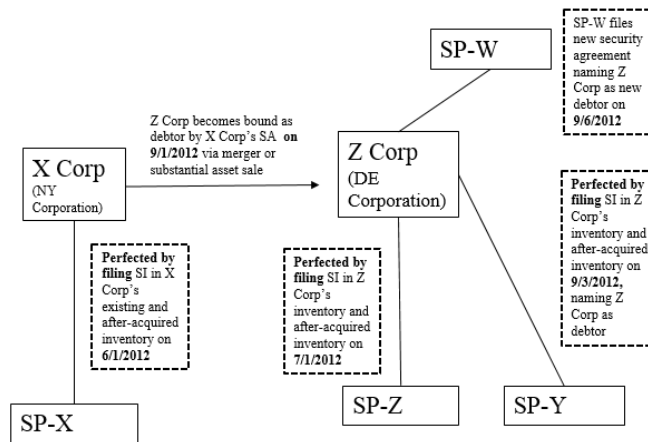 SP-W
SP-W files
new security
agreement
naming Z
Corp as new
debtor on
9/6/2012
Z Corp becomes bound as
debtor by X Corp's SA on
9/1/2012 via merger or
substantial asset sale
X Corp
(NY
Corporation)
Z Corp
(DE
Corporation)
Perfected by
filing SI in X
Corp's
existing and
after-acquired
inventory on
6/1/2012
Perfected by
filing SI in Z
Corp's
inventory and
after-acquired
inventory on
7/1/2012
Perfected by
filing SI in Z
Corp's
inventory and
after-acquired
inventory on
9/3/2012,
naming Z
Corp as
debtor
SP-X
SP-Z
SP-Y